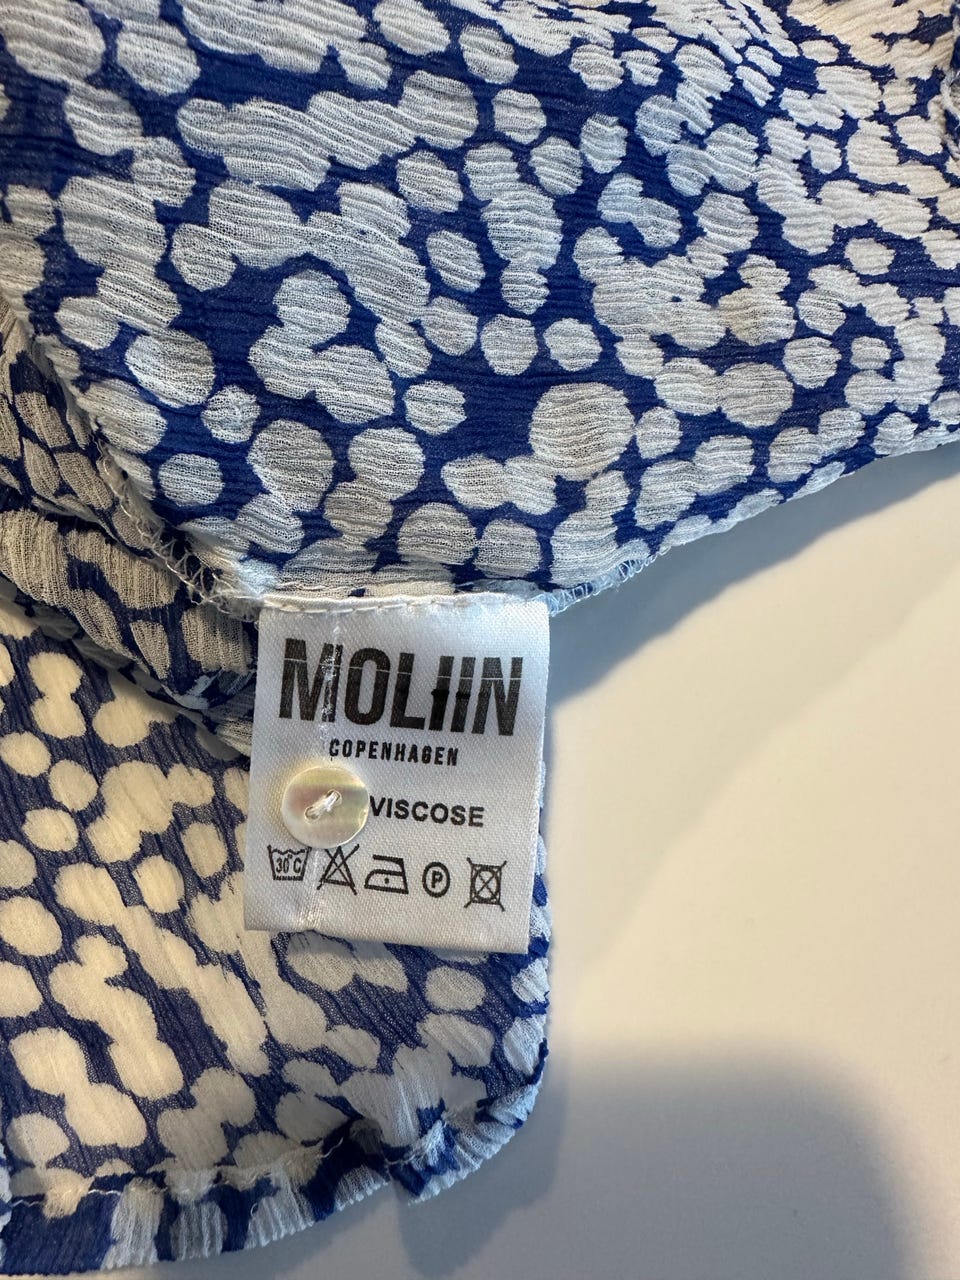 MOLIIN
COPENHAGEN
VISCOSE
30°C
P